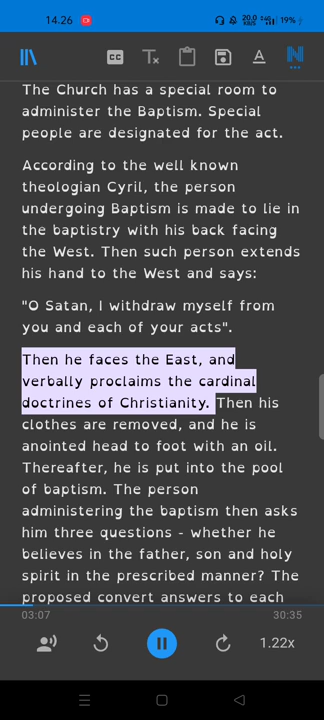 14.26
20.0
KB/S
19%
CC
The Church has a special room to
administer the Baptism. Special
people are designated for the act.
According to the well known
theologian Cyril, the person
undergoing Baptism is made to lie in
the baptistry with his back facing
the West. Then such person extends
his hand to the West and says:
"O Satan, I withdraw myself from
you and each of your acts".
Then he faces the East, and
verbally proclaims the cardinal
doctrines of Christianity. Then his
clothes are removed, and he is
anointed head to foot with an oil.
Thereafter, he is put into the pool
of baptism. The person
administering the baptism then asks
him three questions - whether he
believes in the father, son and holy
spirit in the prescribed manner? The
proposed convert answers to each
03:07
30:35
1.22x